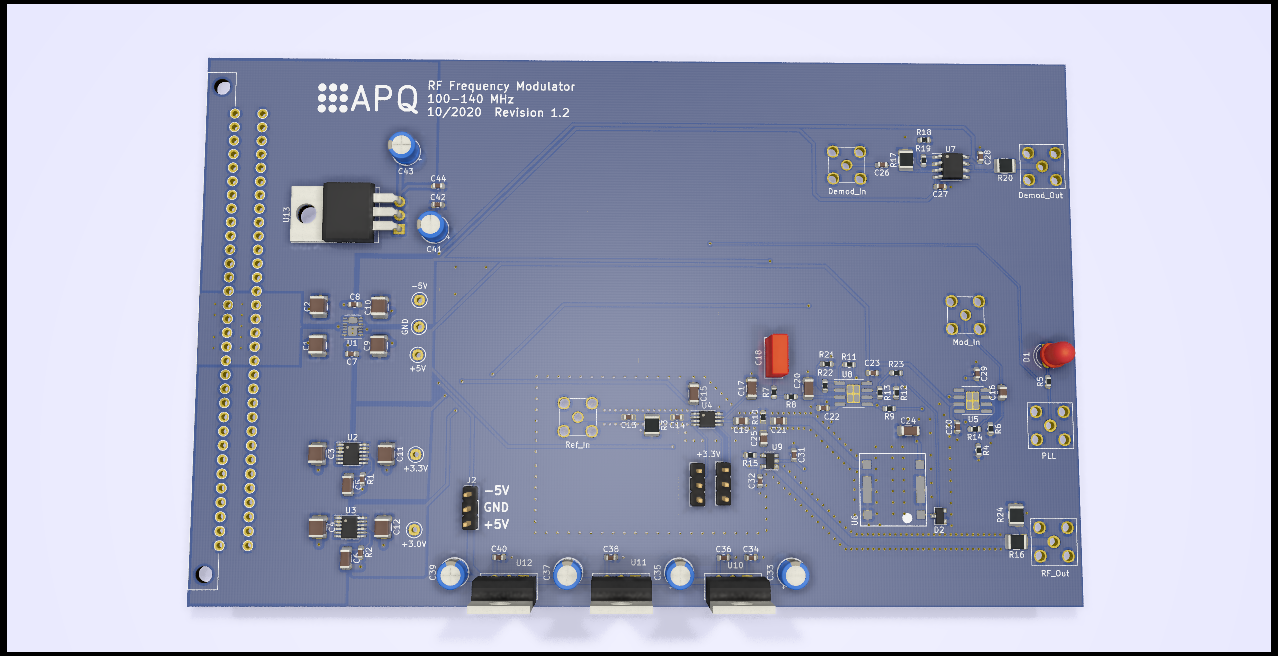 APQ
RF Frequency Modulator
100-140 MHz
10/2020 Revision 1.2
C43
C44
C42
C41
U13
R18
R19
R17
U7
C28
C26
C27
R20
Demod_In
Demod_Out
-5V
GND
+5V
C2
C8
C10
U1
C1
C7
C9
Mod_In
D1
R5
C18
C17
R7
R8
C20
R21
R11
R22
U8
C23
R23
R13
R12
R9
C22
C29
C16
U5
C30
R14
R6
R4
PLL
C15
C13
R3
C14
Ref_In
C19
R10
C21
C25
U9
R15
C31
C32
C24
+3.3V
U2
C3
C11
R1
+3.3V
U3
C4
C12
R2
+3.0V
J2
-5V
GND
+5V
U6
D2
R24
R16
RF_Out
C39
C40
U12
C37
C38
U11
C35
C36
C34
U10
C33